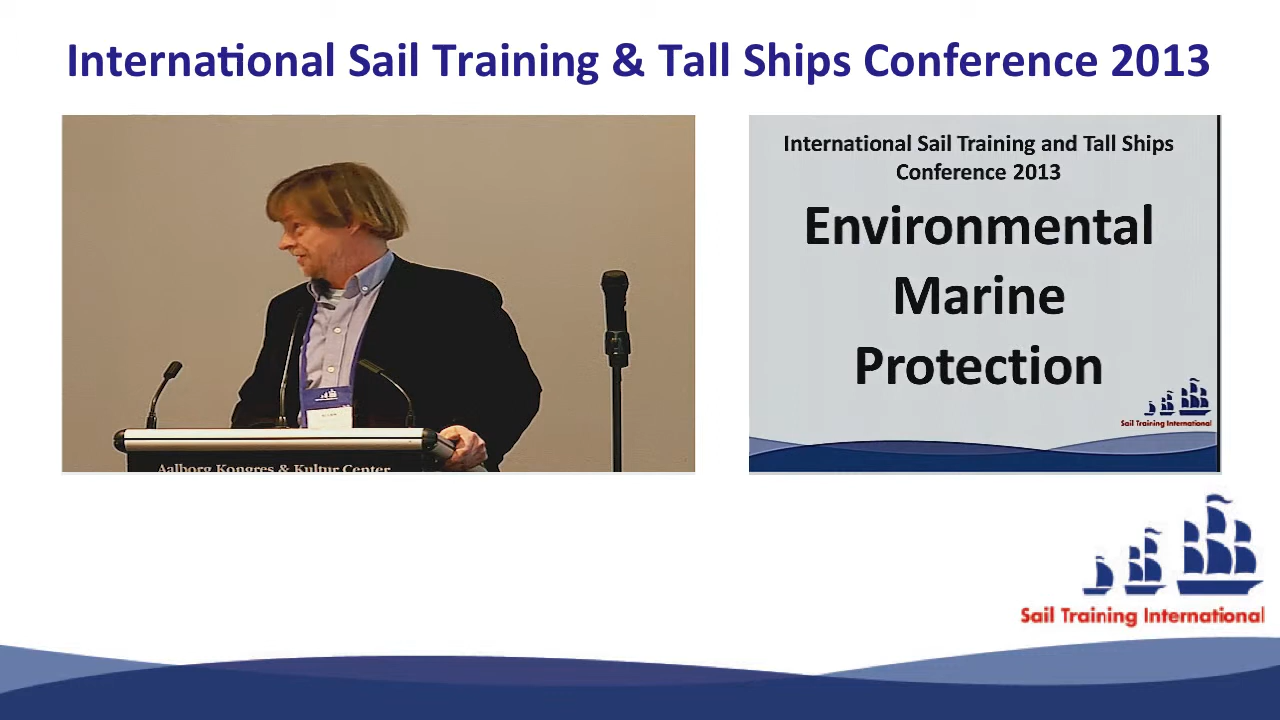 International Sail Training & Tall Ships Conference 2013
Aalborg Kongres & Kultur Center
International Sail Training and Tall Ships
Conference 2013
Environmental
Marine
Protection
Sail Training International
Sail Training International